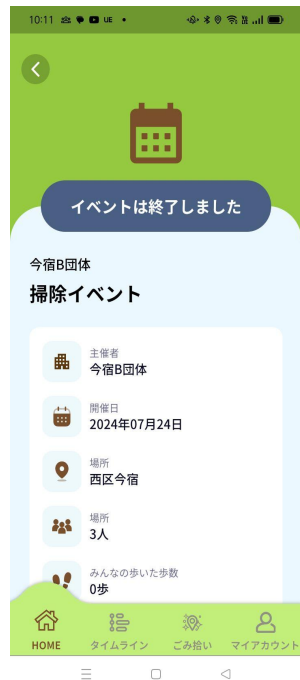 10:11 UE
イベントは終了しました
今宿B団体
掃除イベント
主催者
今宿B団体
開催日
2024年07月24日
場所
西区今宿
場所
3人
みんなの歩いた歩数
0歩
HOME タイムライン ごみ拾い マイアカウント